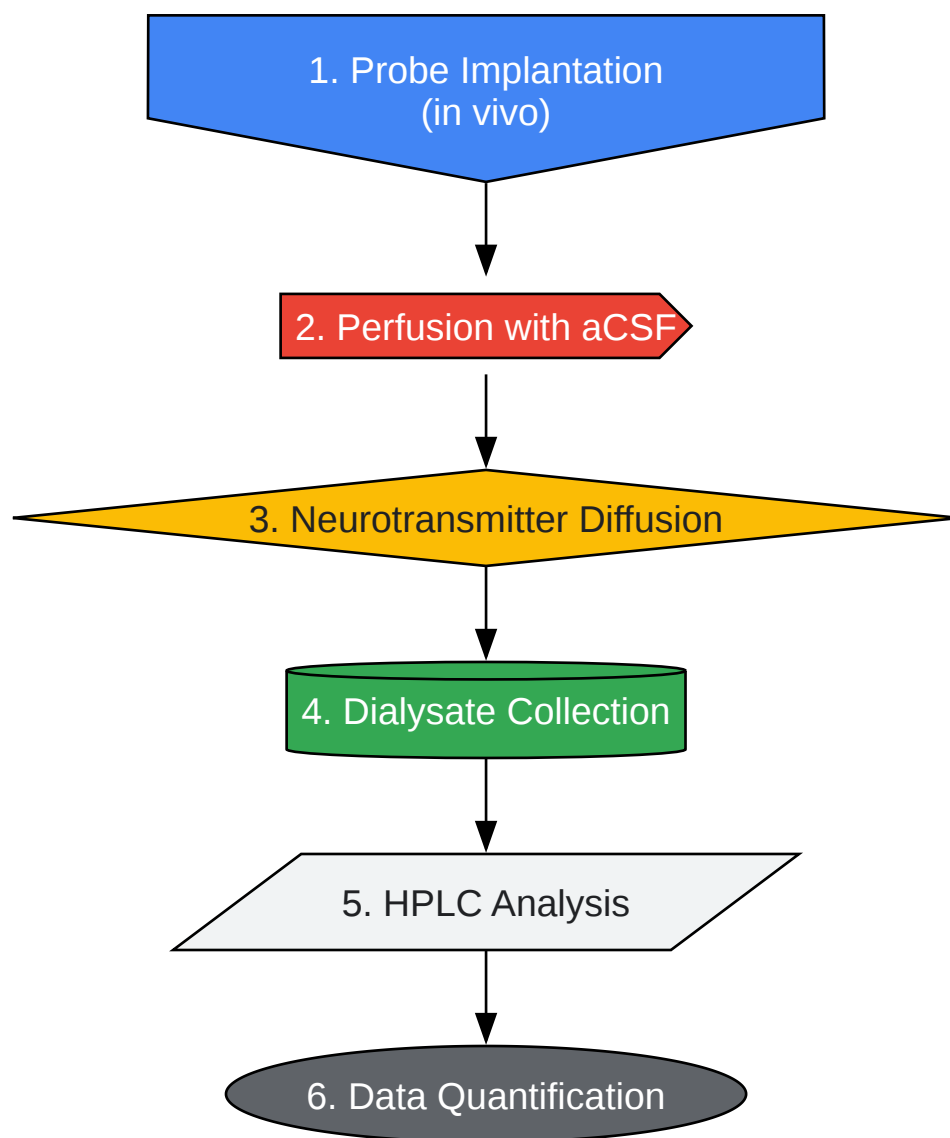 1. Probe Implantation
(in vivo)
2. Perfusion with aCSF
3. Neurotransmitter Diffusion
4. Dialysate Collection
5. HPLC Analysis
6. Data Quantification